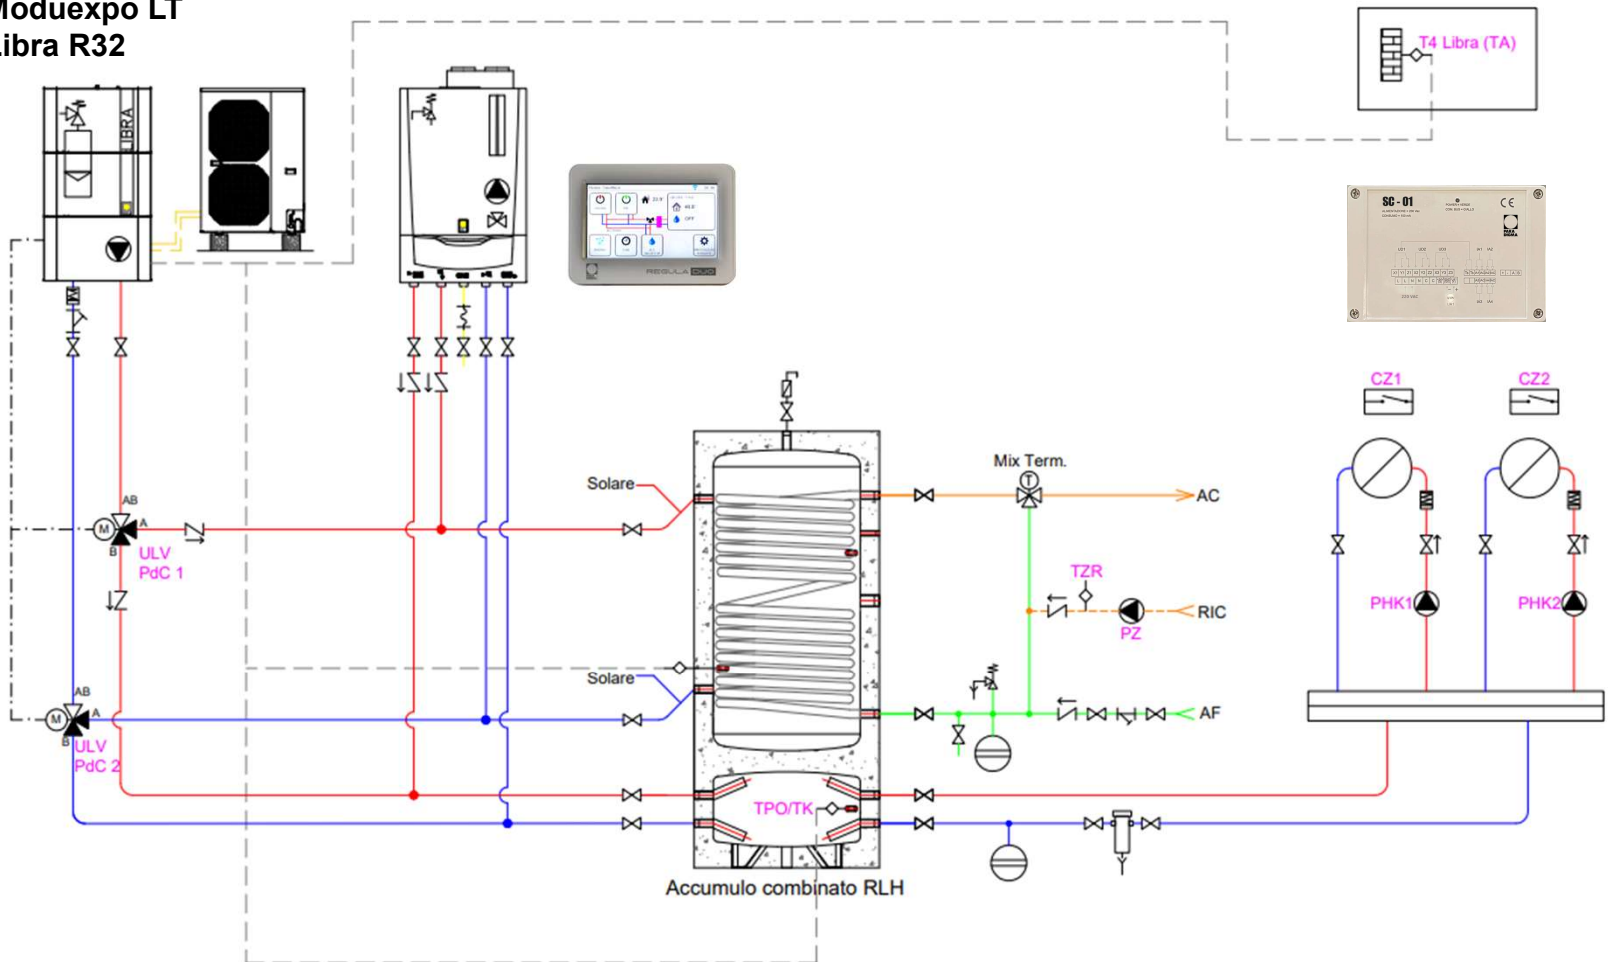 Moduexpo LT
Libra R32
T4 Libra (TA)
LIBRA
SC - 01
CE
REGULA DUO
230 VAC
CZ1
CZ2
Solare
Mix Term.
T
AC
AB
M
A
B
ULV
PdC 1
TZR
PHK1
PHK2
RIC
PZ
Solare
AB
M
A
B
ULV
PdC 2
AF
TPO/TK
Accumulo combinato RLH